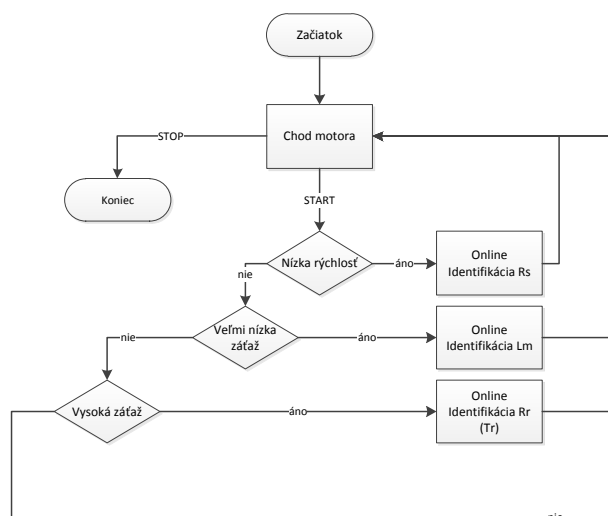 Začiatok
Chod motora
STOP
Koniec
START
Nízka rýchlosť
áno
Online
Identifikácia Rs
nie
Veľmi nízka
záťaž
áno
Online
Identifikácia Lm
nie
Vysoká záťaž
áno
Online
Identifikácia Rr
(Tr)